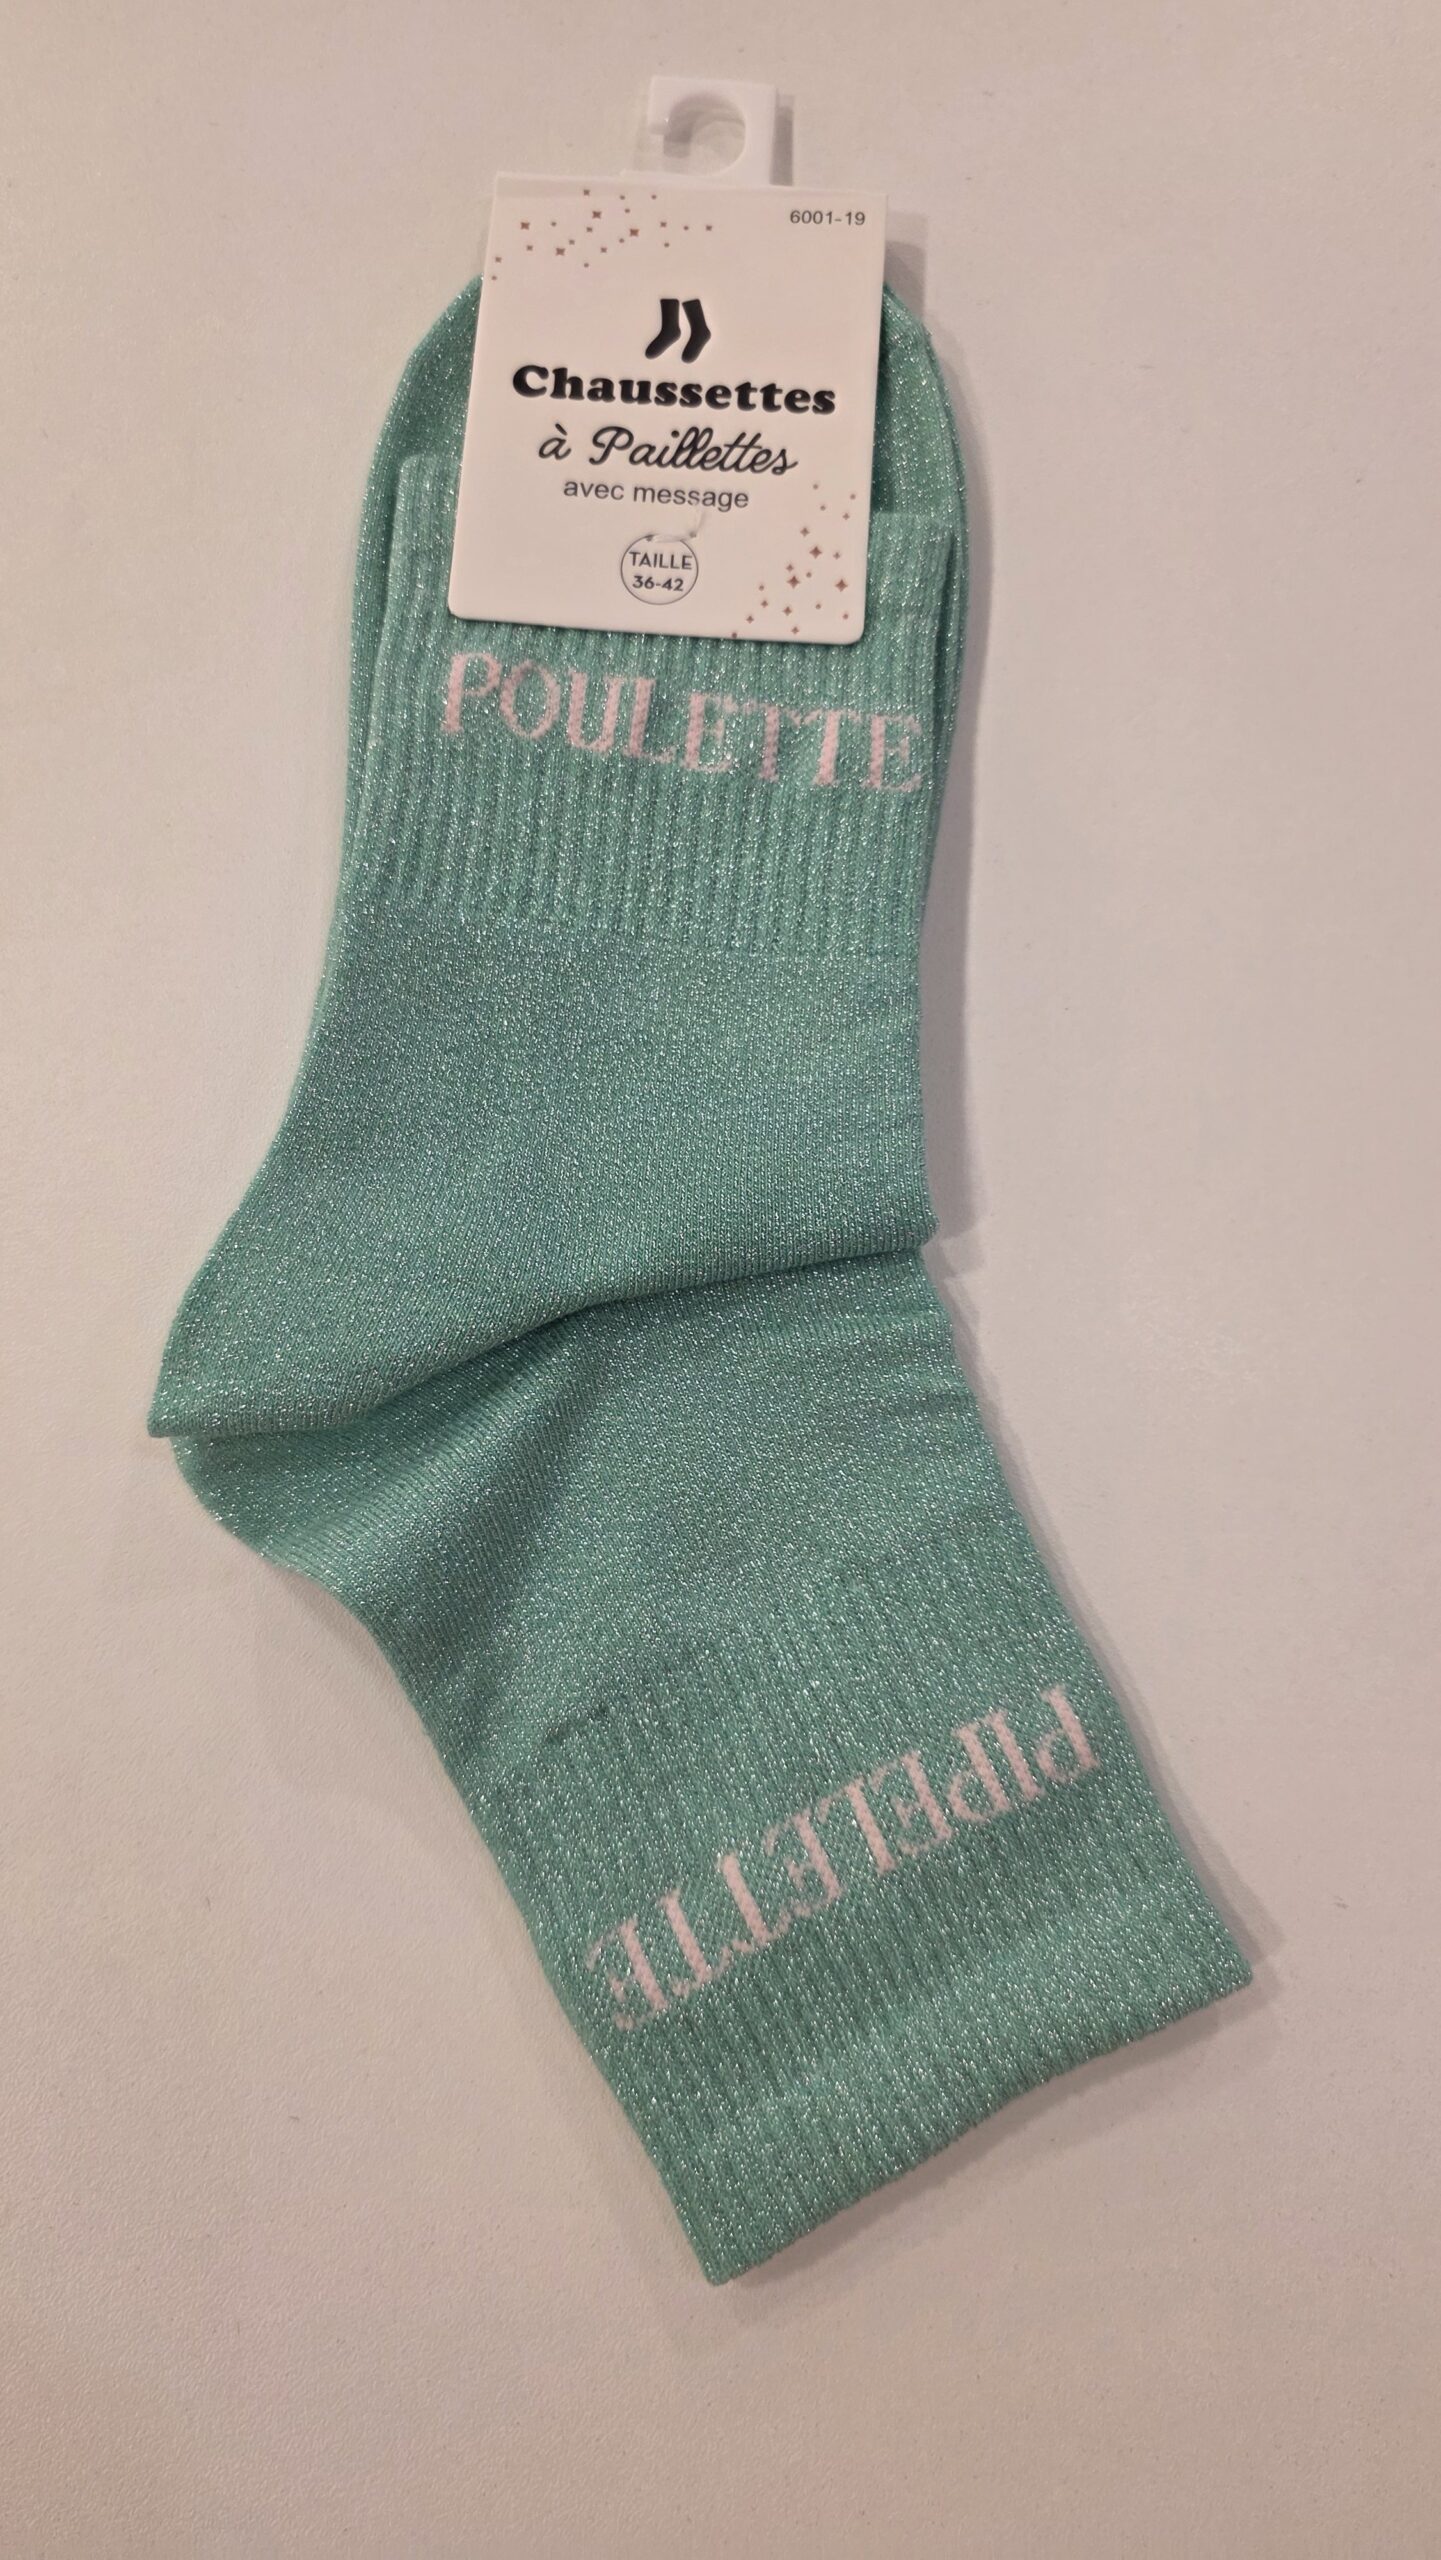 6001-19
Chaussettes
à Paillettes
avec message
TAILLE
36-42
POULETTE
PIPELETTE